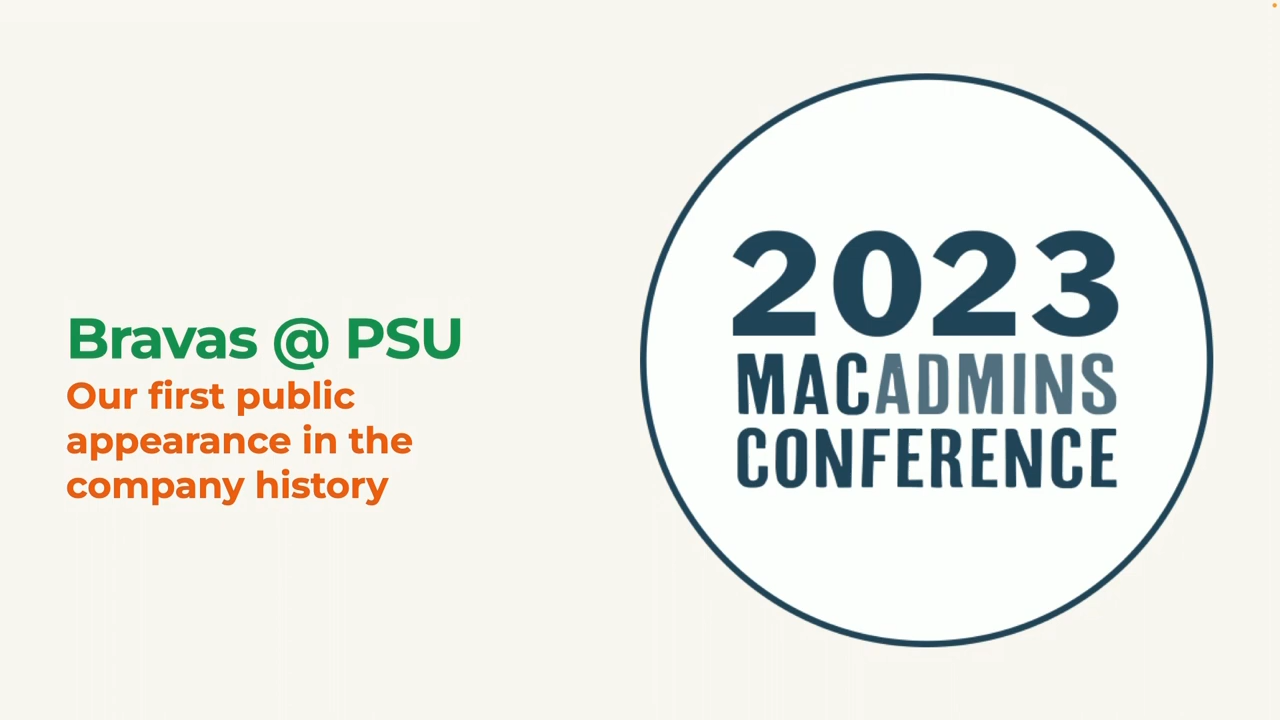 Bravas @ PSU
Our first public
appearance in the
company history
2023
MACADMINS
CONFERENCE